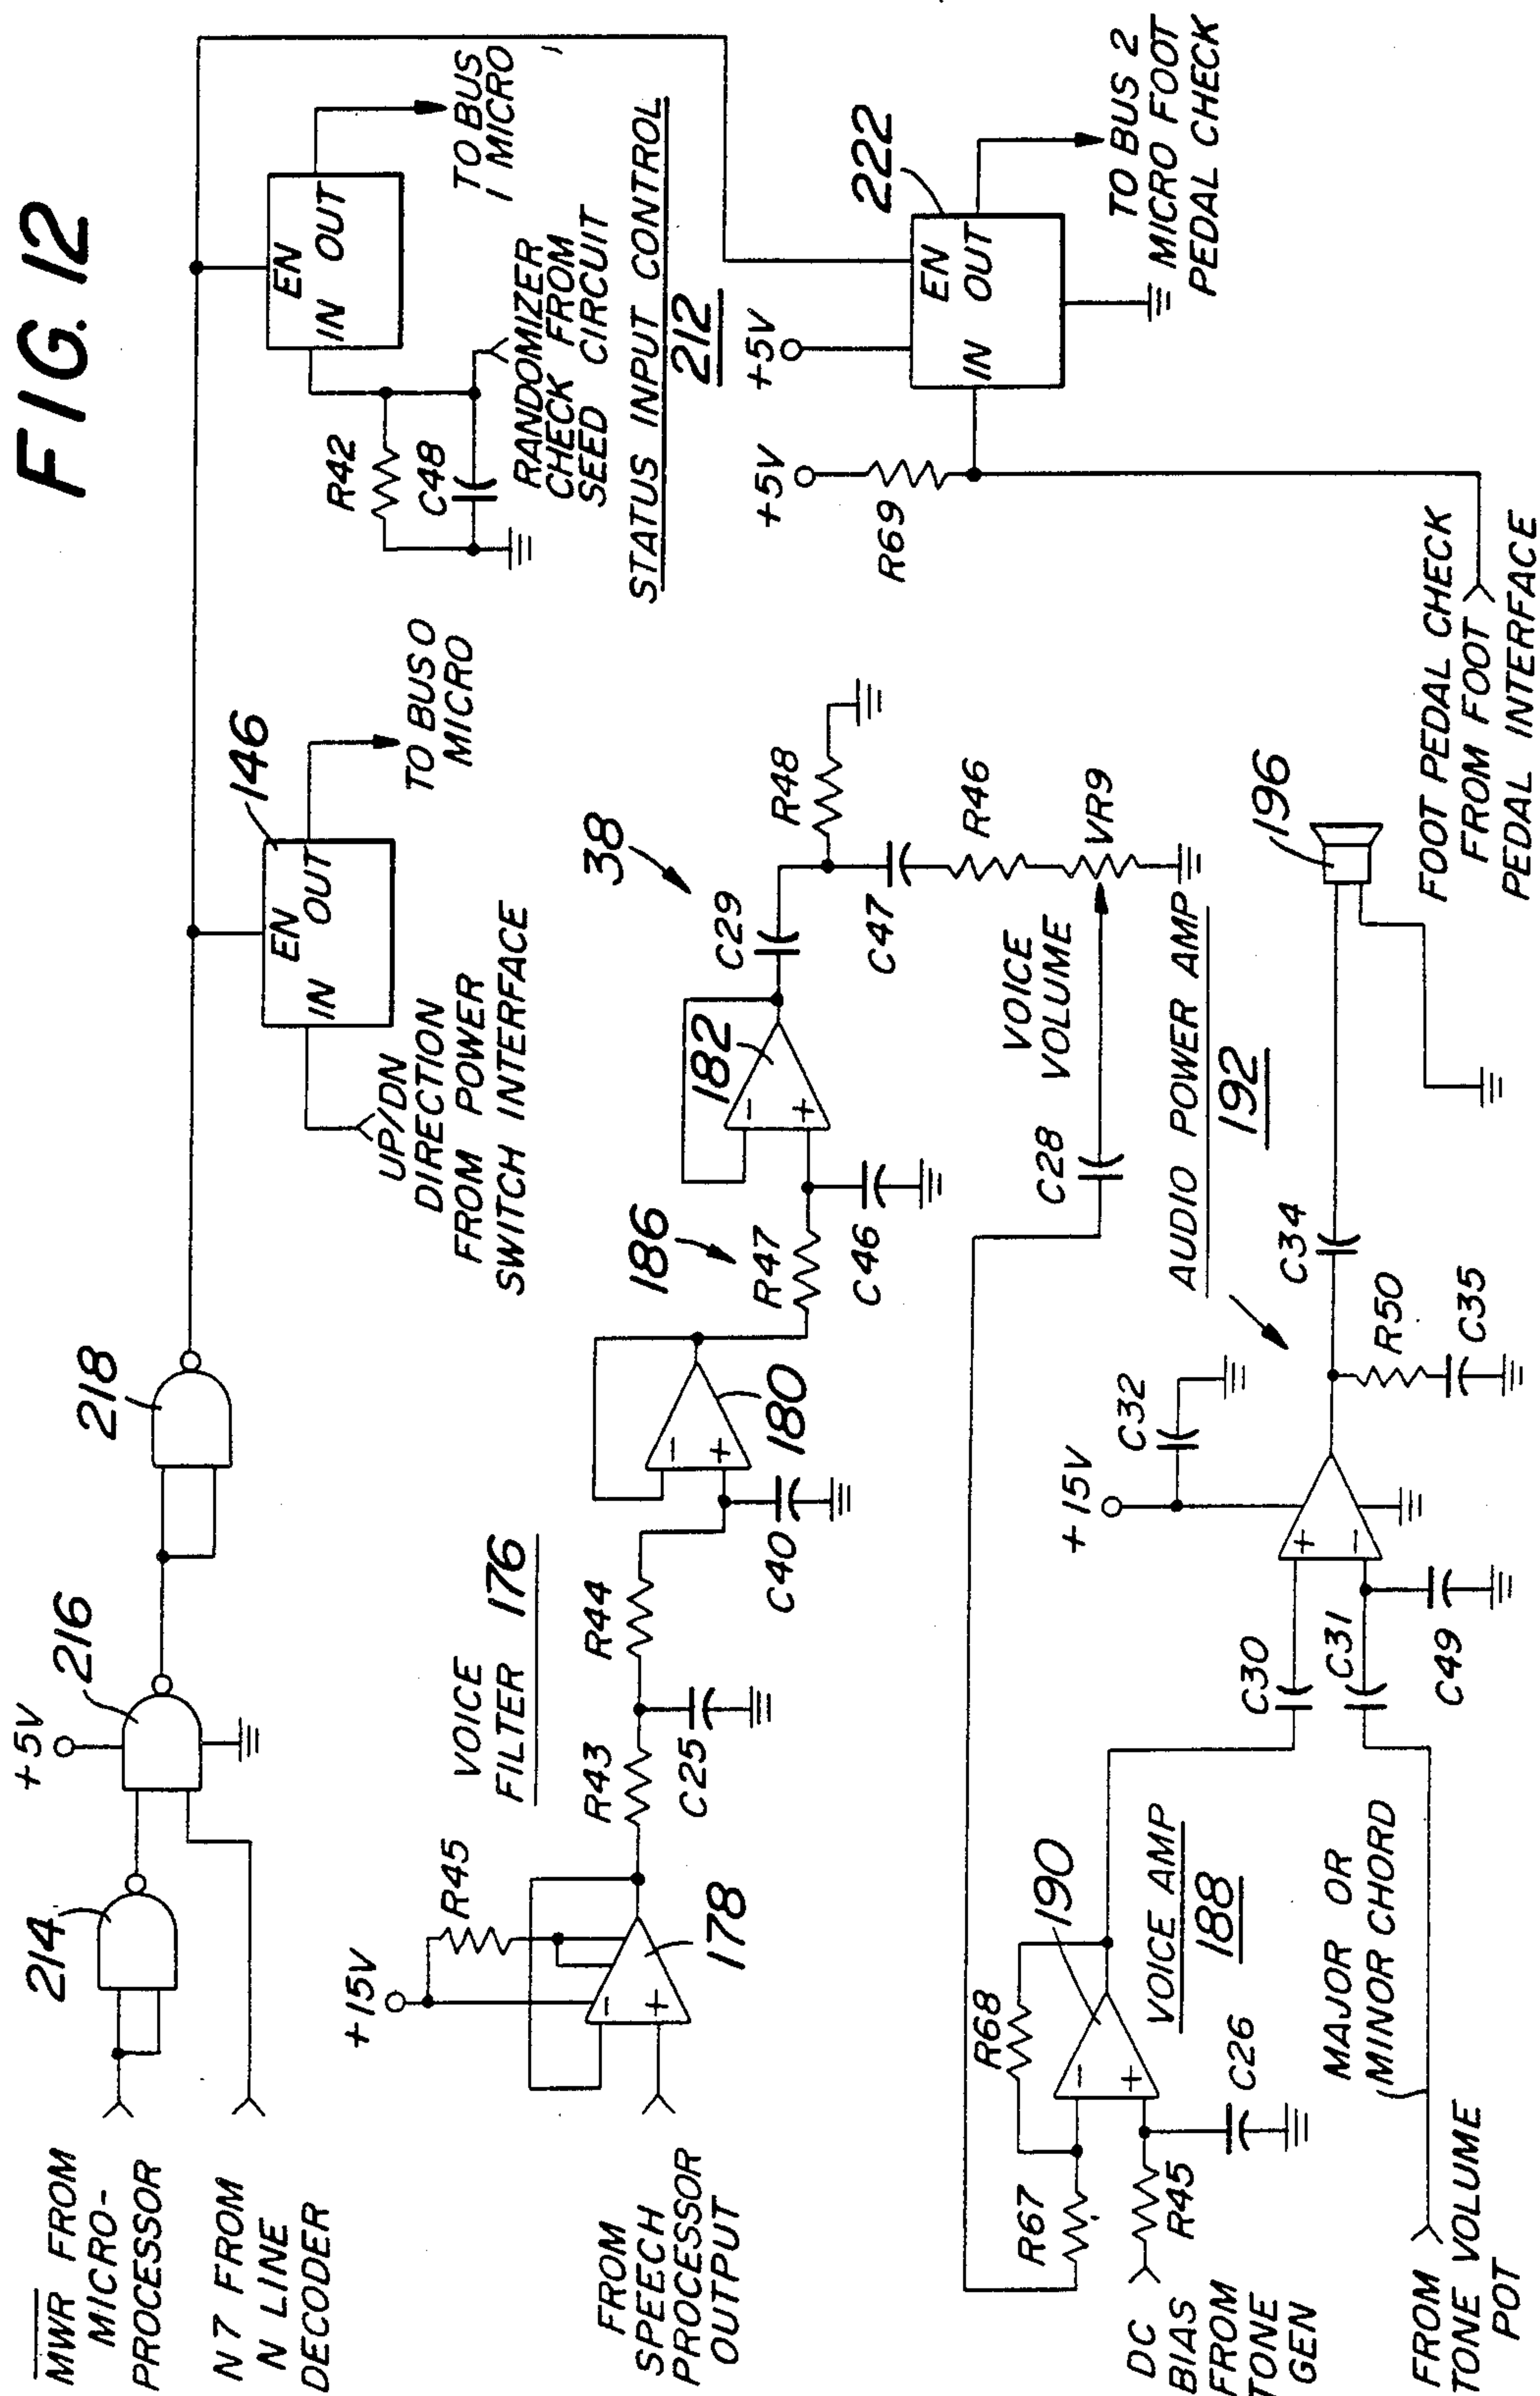 FIG. 12
MWR FROM
MICRO-
PROCESSOR
N7 FROM
N LINE
DECODER
214
+5V
216
218
146
EN
IN OUT
UP/DN
DIRECTION
FROM POWER
SWITCH INTERFACE
TO BUS 0
MICRO
EN
IN OUT
TO BUS
1 MICRO
R42
C48
RANDOMIZER
CHECK FROM
SEED CIRCUIT
STATUS INPUT CONTROL
212
+5V
+5V
R69
222
EN
IN OUT
TO BUS 2
MICRO FOOT
PEDAL CHECK
FOOT PEDAL CHECK
FROM FOOT
PEDAL INTERFACE
FROM
SPEECH
PROCESSOR
OUTPUT
+15V
R45
-
+
178
VOICE
FILTER 176
R43
C25
R44
C40
-
+
180
186
R47
C46
-
+
182
38
C29
R48
C47
R46
VR9
VOICE
VOLUME
C28
R67
R68
-
+
190
DC
BIAS
FROM
TONE
GEN
R45
C26
VOICE AMP
188
FROM
TONE VOLUME
POT
MAJOR OR
MINOR CHORD
C30
C31
C49
+15V
C32
+
-
AUDIO POWER AMP
192
R50
C35
C34
196